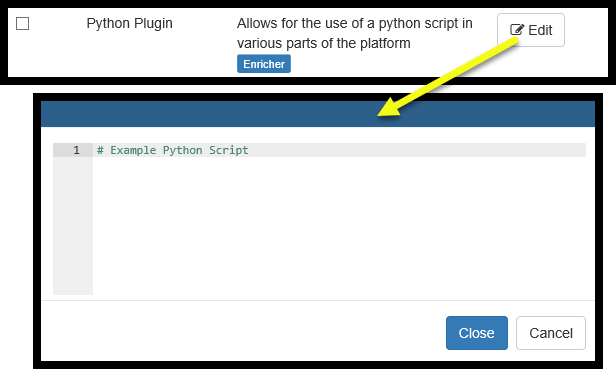 Python Plugin
Allows for the use of a python script in
various parts of the platform
Enricher
Edit
1 # Example Python Script
Close Cancel